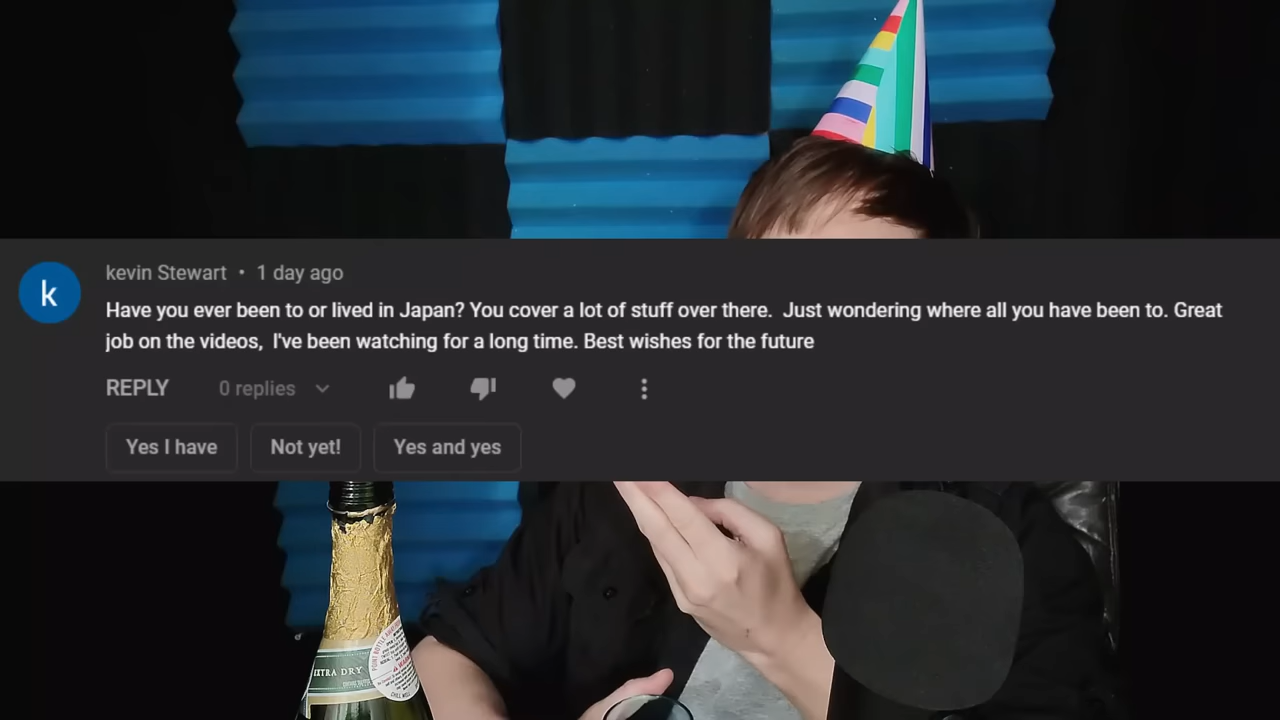 k
kevin Stewart • 1 day ago
Have you ever been to or lived in Japan? You cover a lot of stuff over there.  Just wondering where all you have been to. Great
job on the videos,  I've been watching for a long time. Best wishes for the future
REPLY 0 replies
Yes I have Not yet! Yes and yes
EXTRA DRY
CHILL WELL